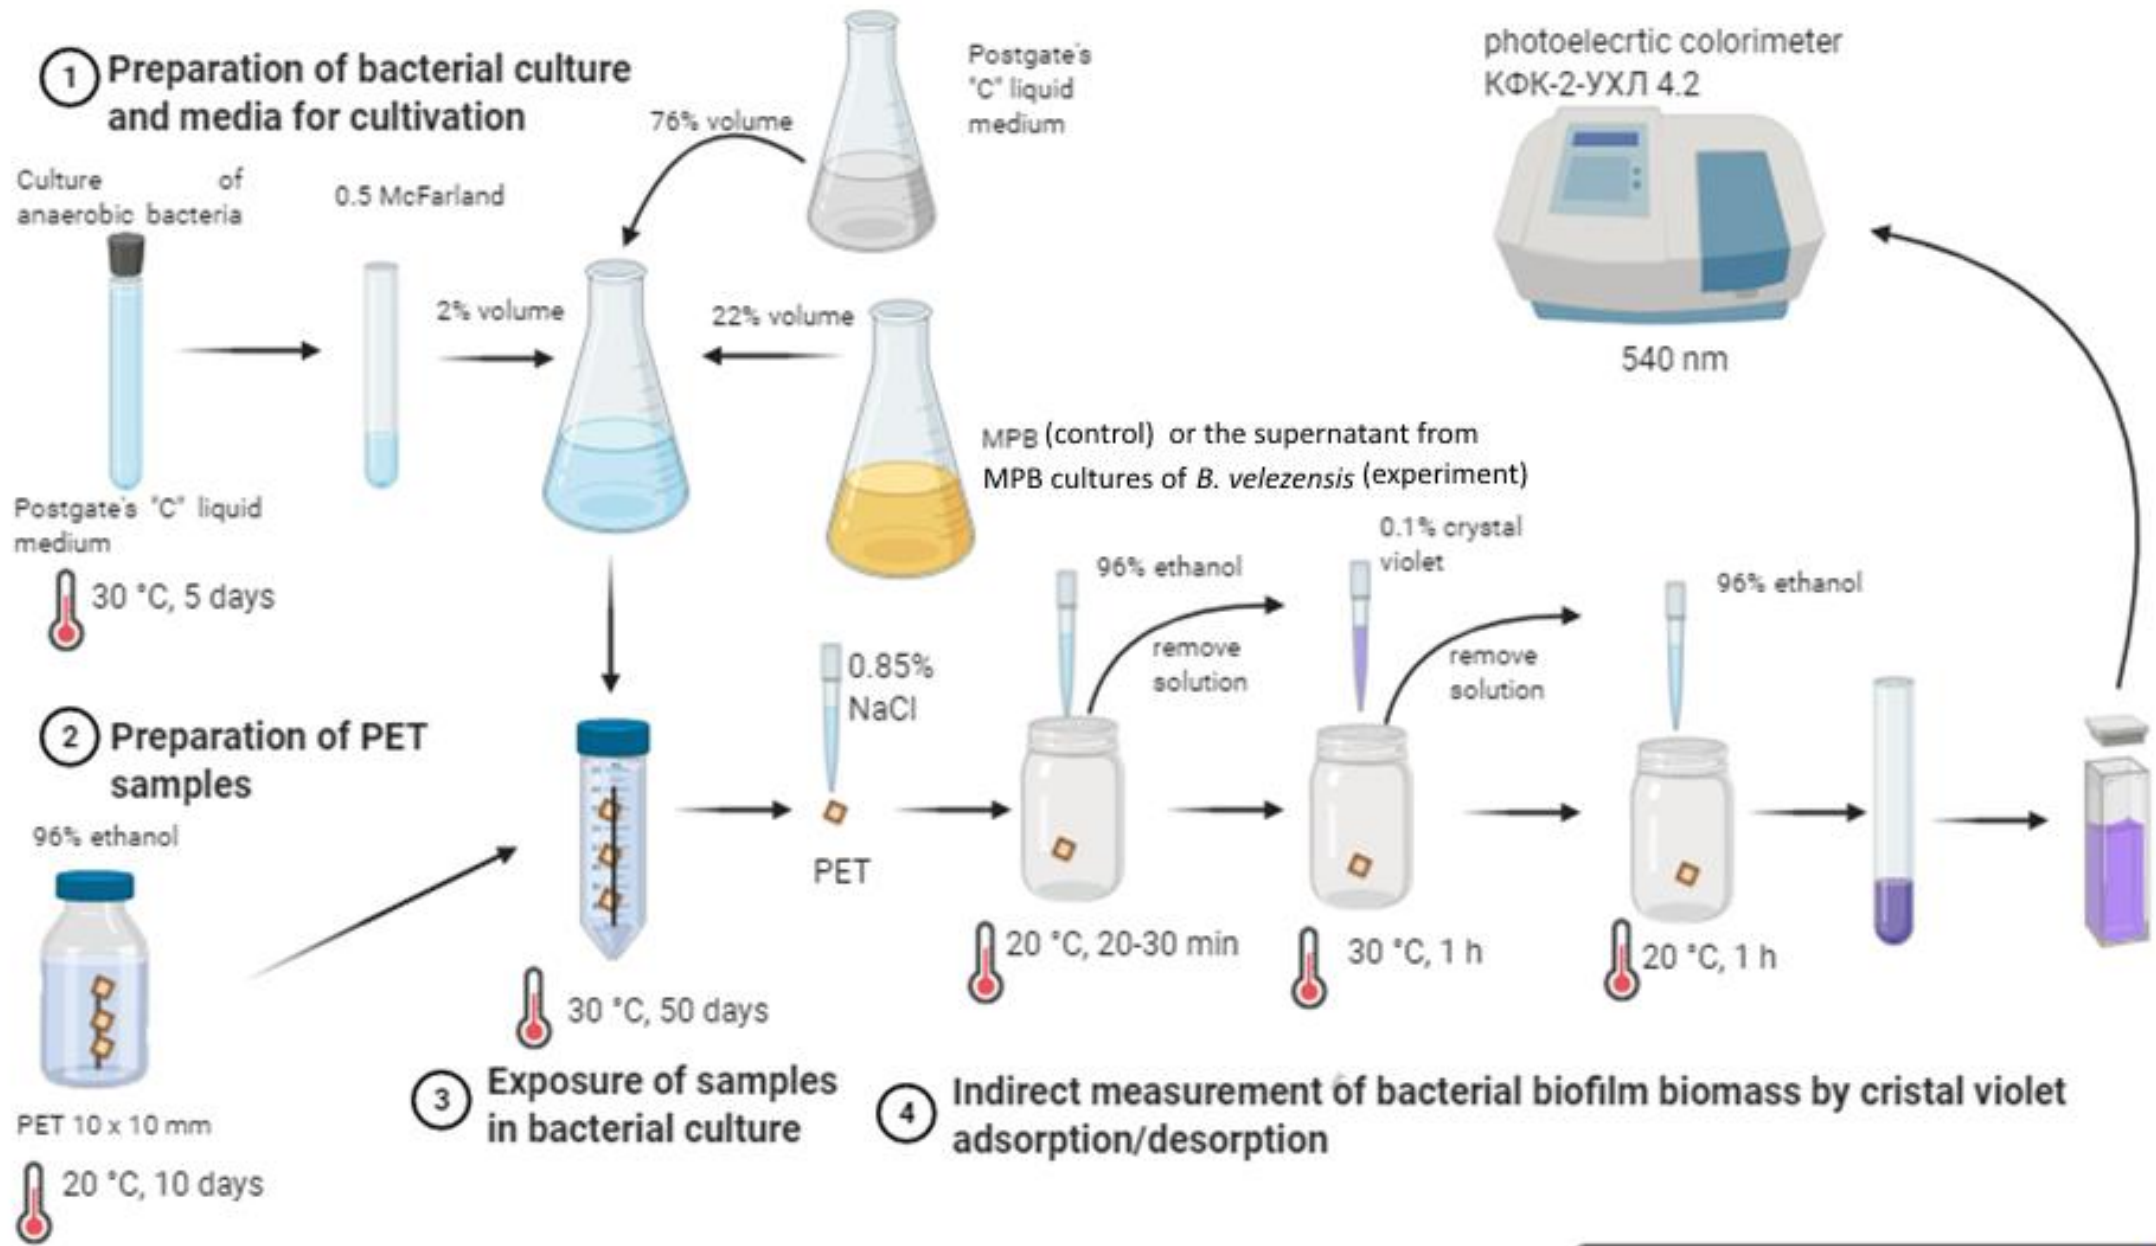 1 Preparation of bacterial culture
and media for cultivation
Culture of
anaerobic bacteria
0.5 McFarland
76% volume
Postgate's
"C" liquid
medium
2% volume
22% volume
MPB (control) or the supernatant from
MPB cultures of B. velezensis (experiment)
Postgate's "C" liquid
medium
30 °C, 5 days
photoelecrtic colorimeter
КФК-2-УХЛ 4.2
540 nm
2 Preparation of PET
samples
96% ethanol
PET 10 x 10 mm
20 °C, 10 days
30 °C, 50 days
3 Exposure of samples
in bacterial culture
0.85%
NaCl
PET
96% ethanol
remove
solution
20 °C, 20-30 min
0.1% crystal
violet
remove
solution
30 °C, 1 h
96% ethanol
20 °C, 1 h
4 Indirect measurement of bacterial biofilm biomass by cristal violet
adsorption/desorption